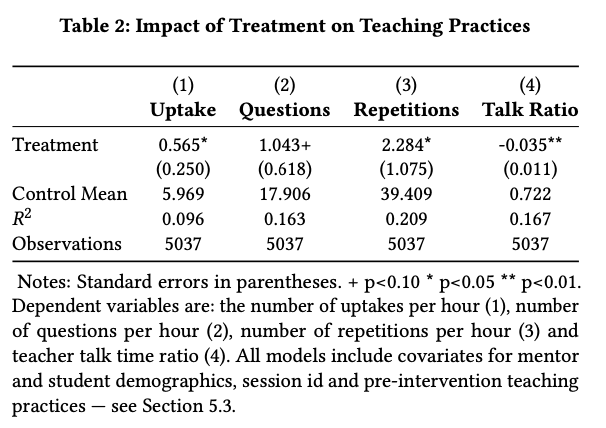 Table 2: Impact of Treatment on Teaching Practices
(1) (2) (3) (4)
Uptake Questions Repetitions Talk Ratio
Treatment 0.565* 1.043+ 2.284* -0.035**
(0.250) (0.618) (1.075) (0.011)
Control Mean 5.969 17.906 39.409 0.722
R² 0.096 0.163 0.209 0.167
Observations 5037 5037 5037 5037
Notes: Standard errors in parentheses. + p<0.10 * p<0.05 ** p<0.01.
Dependent variables are: the number of uptakes per hour (1), number
of questions per hour (2), number of repetitions per hour (3) and
teacher talk time ratio (4). All models include covariates for mentor
and student demographics, session id and pre-intervention teaching
practices — see Section 5.3.